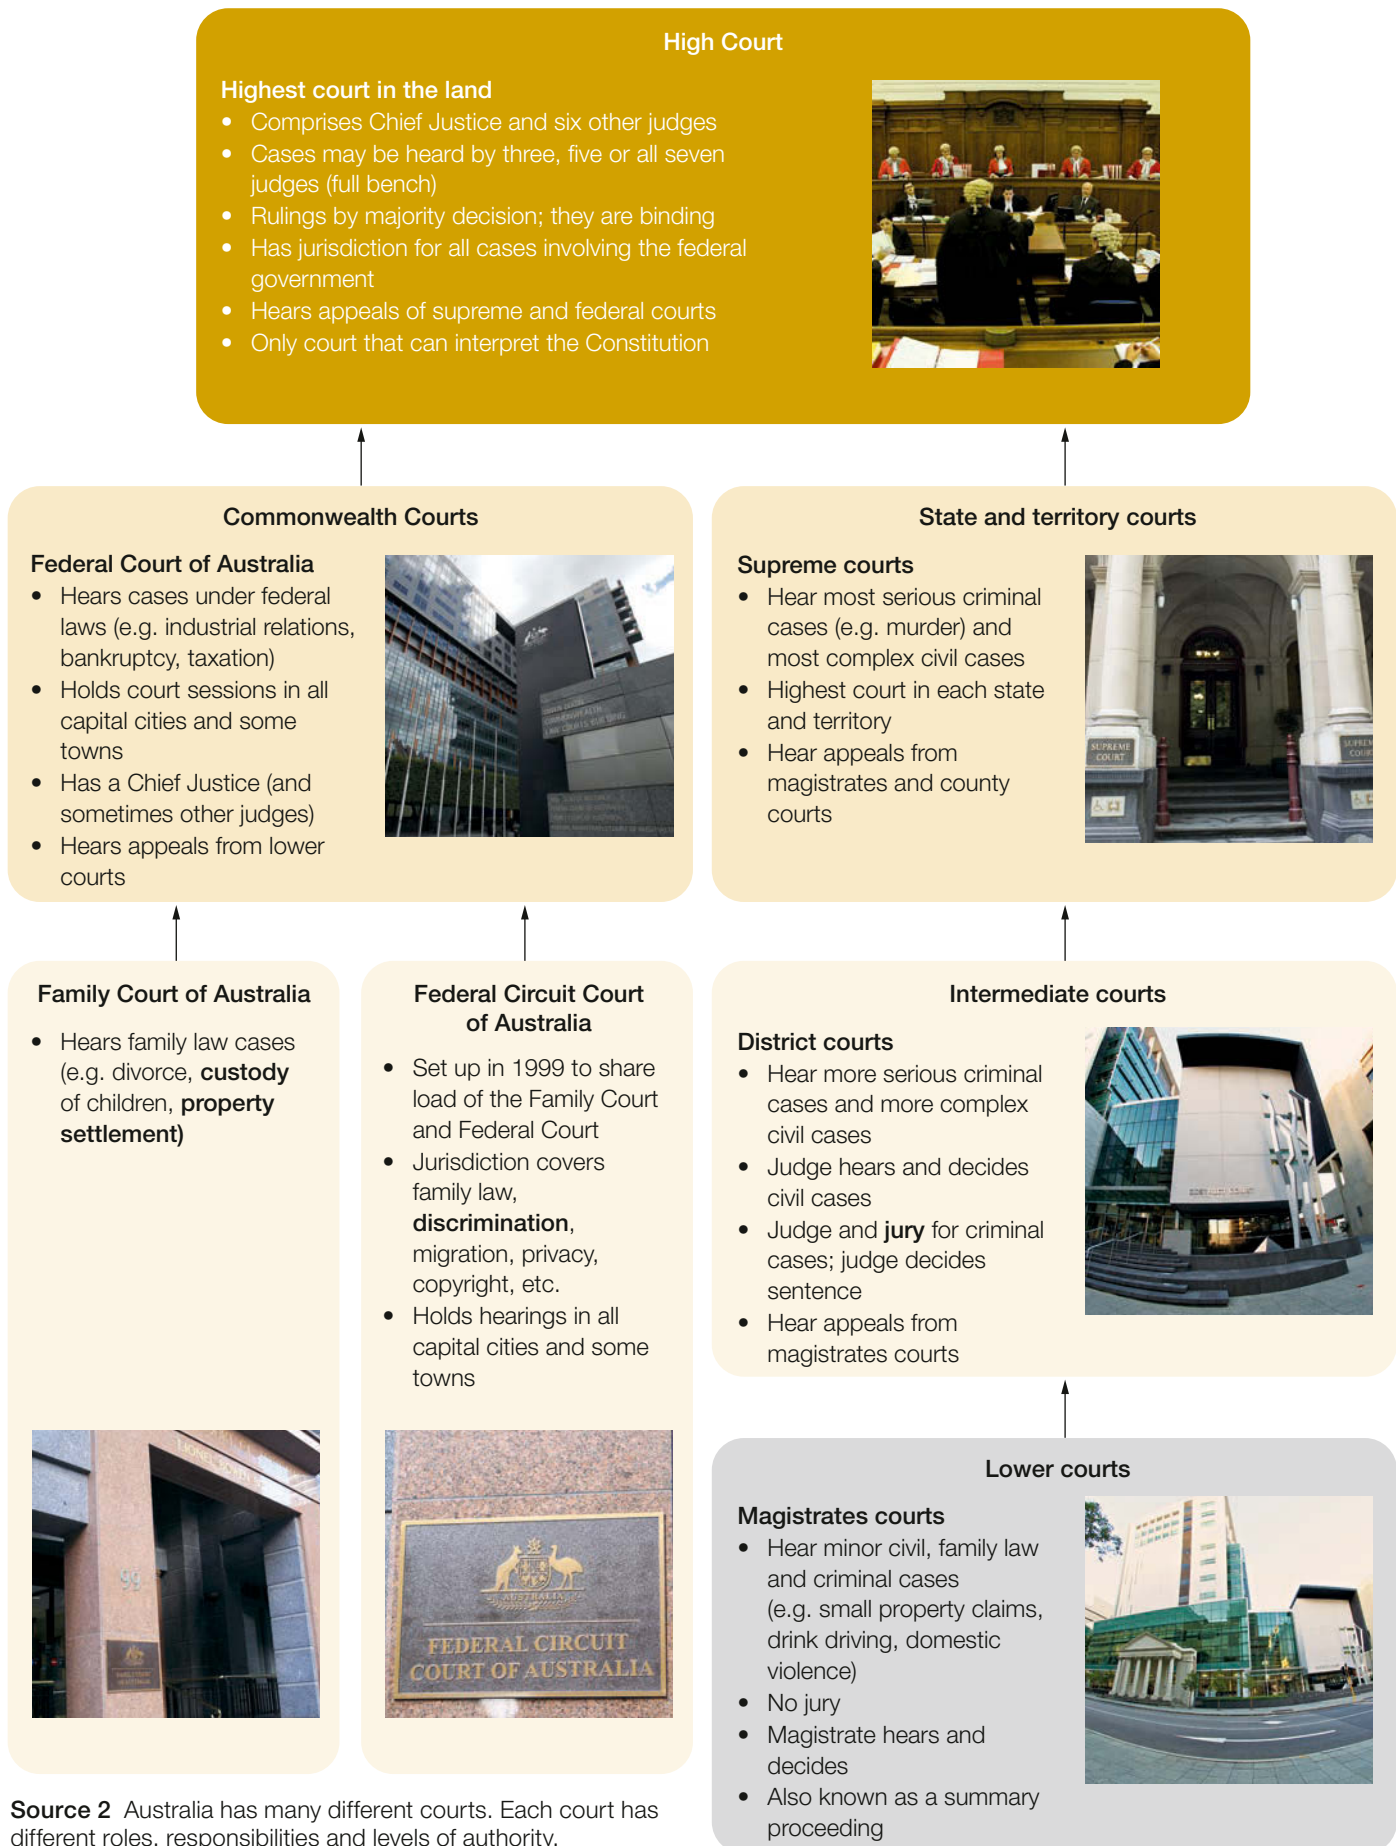 High Court
Highest court in the land
• Comprises Chief Justice and six other judges
• Cases may be heard by three, five or all seven
judges (full bench)
• Rulings by majority decision; they are binding
• Has jurisdiction for all cases involving the federal
government
• Hears appeals of supreme and federal courts
• Only court that can interpret the Constitution
Commonwealth Courts
Federal Court of Australia
• Hears cases under federal
laws (e.g. industrial relations,
bankruptcy, taxation)
• Holds court sessions in all
capital cities and some
towns
• Has a Chief Justice (and
sometimes other judges)
• Hears appeals from lower
courts
COMMONWEALTH
LAW COURTS BUILDING
State and territory courts
Supreme courts
• Hear most serious criminal
cases (e.g. murder) and
most complex civil cases
• Highest court in each state
and territory
• Hear appeals from
magistrates and county
courts
SUPREME
COURT
Family Court of Australia
• Hears family law cases
(e.g. divorce, custody
of children, property
settlement)
99
Federal Circuit Court
of Australia
• Set up in 1999 to share
load of the Family Court
and Federal Court
• Jurisdiction covers
family law,
discrimination,
migration, privacy,
copyright, etc.
• Holds hearings in all
capital cities and some
towns
AUSTRALIA
FEDERAL CIRCUIT
COURT OF AUSTRALIA
Intermediate courts
District courts
• Hear more serious criminal
cases and more complex
civil cases
• Judge hears and decides
civil cases
• Judge and jury for criminal
cases; judge decides
sentence
• Hear appeals from
magistrates courts
Lower courts
Magistrates courts
• Hear minor civil, family law
and criminal cases
(e.g. small property claims,
drink driving, domestic
violence)
• No jury
• Magistrate hears and
decides
• Also known as a summary
proceeding
Source 2 Australia has many different courts. Each court has
different roles, responsibilities and levels of authority.